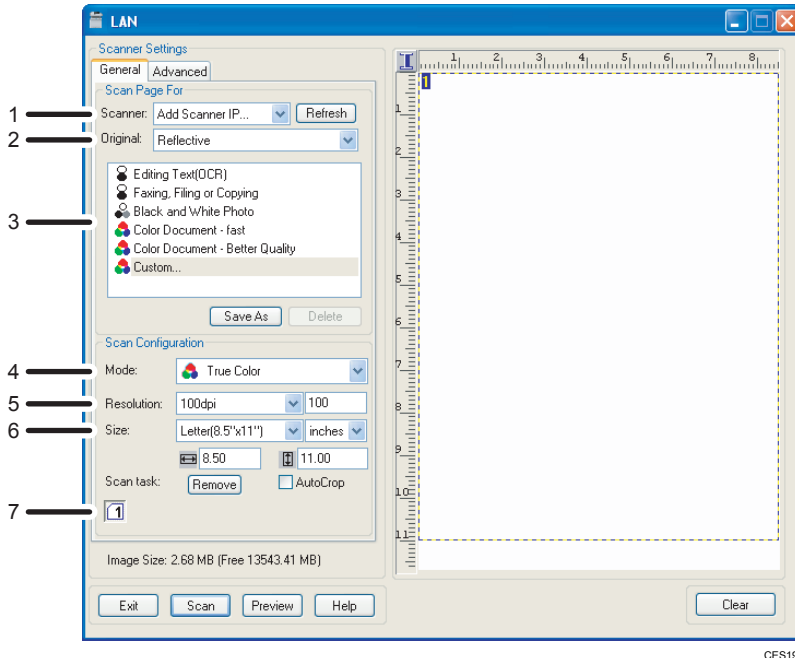 LAN
Scanner Settings
General Advanced
Scan Page For
1 Scanner: Add Scanner IP... Refresh
2 Original: Reflective
3
Editing Text(OCR)
Faxing, Filing or Copying
Black and White Photo
Color Document - fast
Color Document - Better Quality
Custom...
Save As Delete
Scan Configuration
4 Mode: True Color
5 Resolution: 100dpi 100
6 Size: Letter(8.5"x11") inches
8.50 11.00
Scan task: Remove AutoCrop
7 1
Image Size: 2.68 MB (Free 13543.41 MB)
Exit Scan Preview Help
1 2 3 4 5 6 7 8
1
1
2
3
4
5
6
7
8
9
10
11
Clear
CES19